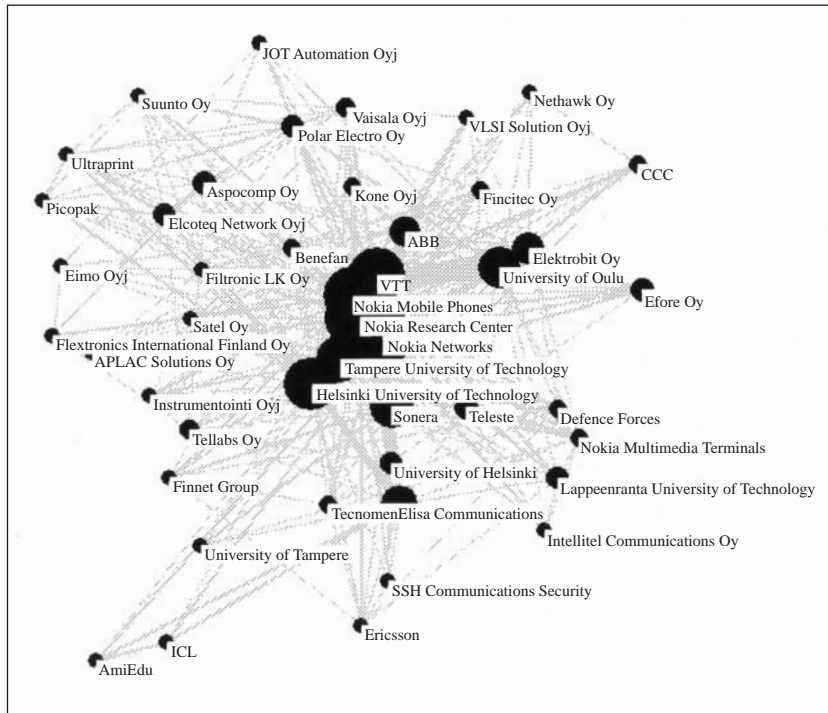 JOT Automation Oyj
Suunto Oy
Nethawk Oy
Vaisala Oyj
VLSI Solution Oyj
Polar Electro Oy
Ultraprint
CCC
Aspocomp Oy
Kone Oyj
Fincitec Oy
Picopak
Elcoteq Network Oyj
ABB
Benefan
Elektrobit Oy
Eimo Oyj
Filtronic LK Oy
University of Oulu
VTT
Efore Oy
Nokia Mobile Phones
Satel Oy
Nokia Research Center
Flextronics International Finland Oy
Nokia Networks
APLAC Solutions Oy
Tampere University of Technology
Instrumentointi Oyj
Helsinki University of Technology
Sonera
Teleste
Defence Forces
Tellabs Oy
Nokia Multimedia Terminals
University of Helsinki
Finnet Group
Lappeenranta University of Technology
TecnomenElisa Communications
Intellitel Communications Oy
University of Tampere
SSH Communications Security
Ericsson
ICL
AmiEdu